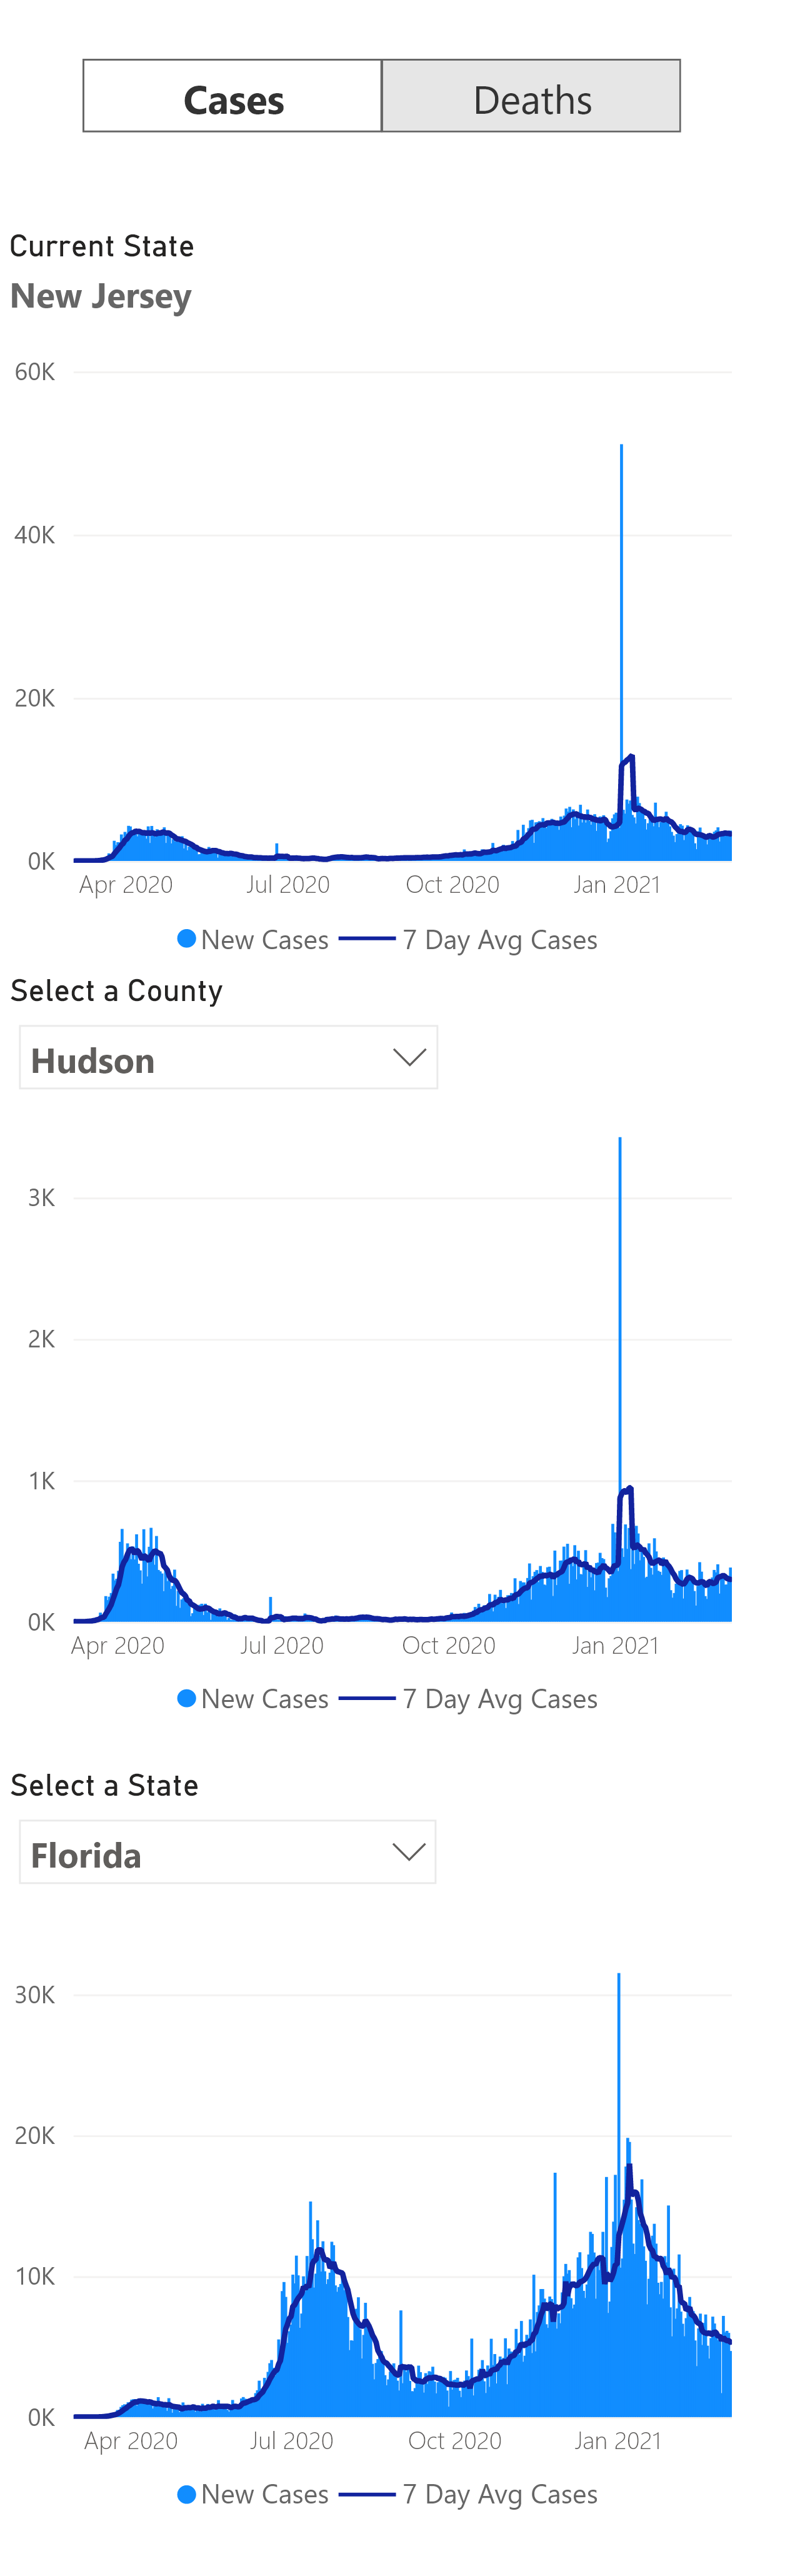 Cases Deaths
Current State
New Jersey
60K
40K
20K
0K
Apr 2020 Jul 2020 Oct 2020 Jan 2021
New Cases 7 Day Avg Cases
Select a County
Hudson
3K
2K
1K
0K
Apr 2020 Jul 2020 Oct 2020 Jan 2021
New Cases 7 Day Avg Cases
Select a State
Florida
30K
20K
10K
0K
Apr 2020 Jul 2020 Oct 2020 Jan 2021
New Cases 7 Day Avg Cases